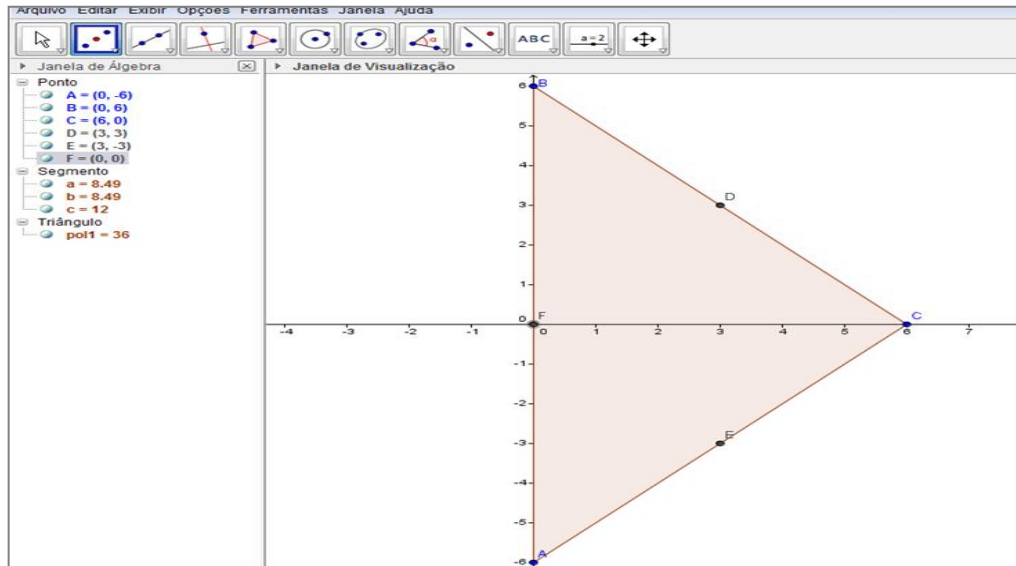 Arquivo Editar Exibir Opções Ferramentas Janela Ajuda
ABC
a=2
α
Janela de Álgebra
Ponto
A = (0, -6)
B = (0, 6)
C = (6, 0)
D = (3, 3)
E = (3, -3)
F = (0, 0)
Segmento
a = 8.49
b = 8.49
c = 12
Triângulo
pol1 = 36
Janela de Visualização
6
B
5
4
3
D
2
1
0
F
C
-4 -3 -2 -1 0 1 2 3 4 5 6 7
-1
-2
-3
E
-4
-5
-6
A